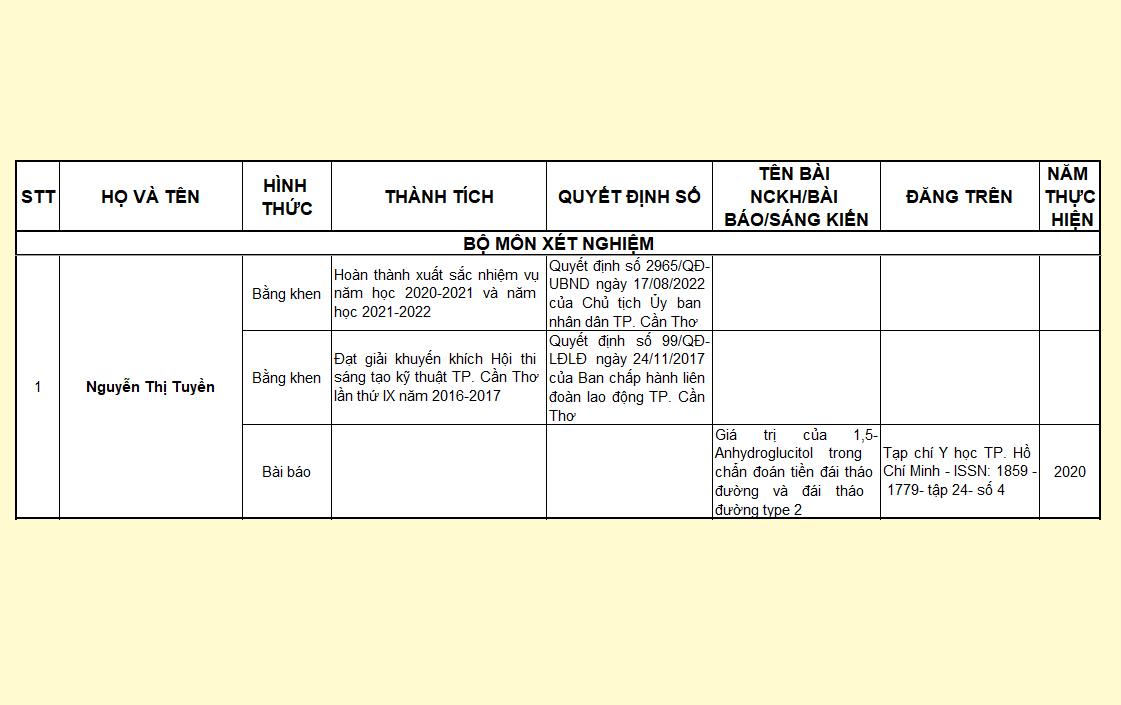 STT
HỌ VÀ TÊN
HÌNH
THỨC
THÀNH TÍCH
QUYẾT ĐỊNH SỐ
TÊN BÀI
NCKH/BÀI
BÁO/SÁNG KIẾN
ĐĂNG TRÊN
NĂM
THỰC
HIỆN
BỘ MÔN XÉT NGHIỆM
1
Nguyễn Thị Tuyền
Bằng khen
Hoàn thành xuất sắc nhiệm vụ
năm học 2020-2021 và năm
học 2021-2022
Quyết định số 2965/QĐ-
UBND ngày 17/08/2022
của Chủ tịch Ủy ban
nhân dân TP. Cần Thơ
Bằng khen
Đạt giải khuyến khích Hội thi
sáng tạo kỹ thuật TP. Cần Thơ
lần thứ IX năm 2016-2017
Quyết định số 99/QĐ-
LĐLĐ ngày 24/11/2017
của Ban chấp hành liên
đoàn lao động TP. Cần
Thơ
Bài báo
Giá trị của 1,5-
Anhydroglucitol trong
chẩn đoán tiền đái tháo
đường và đái tháo
đường type 2
Tạp chí Y học TP. Hồ
Chí Minh - ISSN: 1859 -
1779- tập 24- số 4
2020